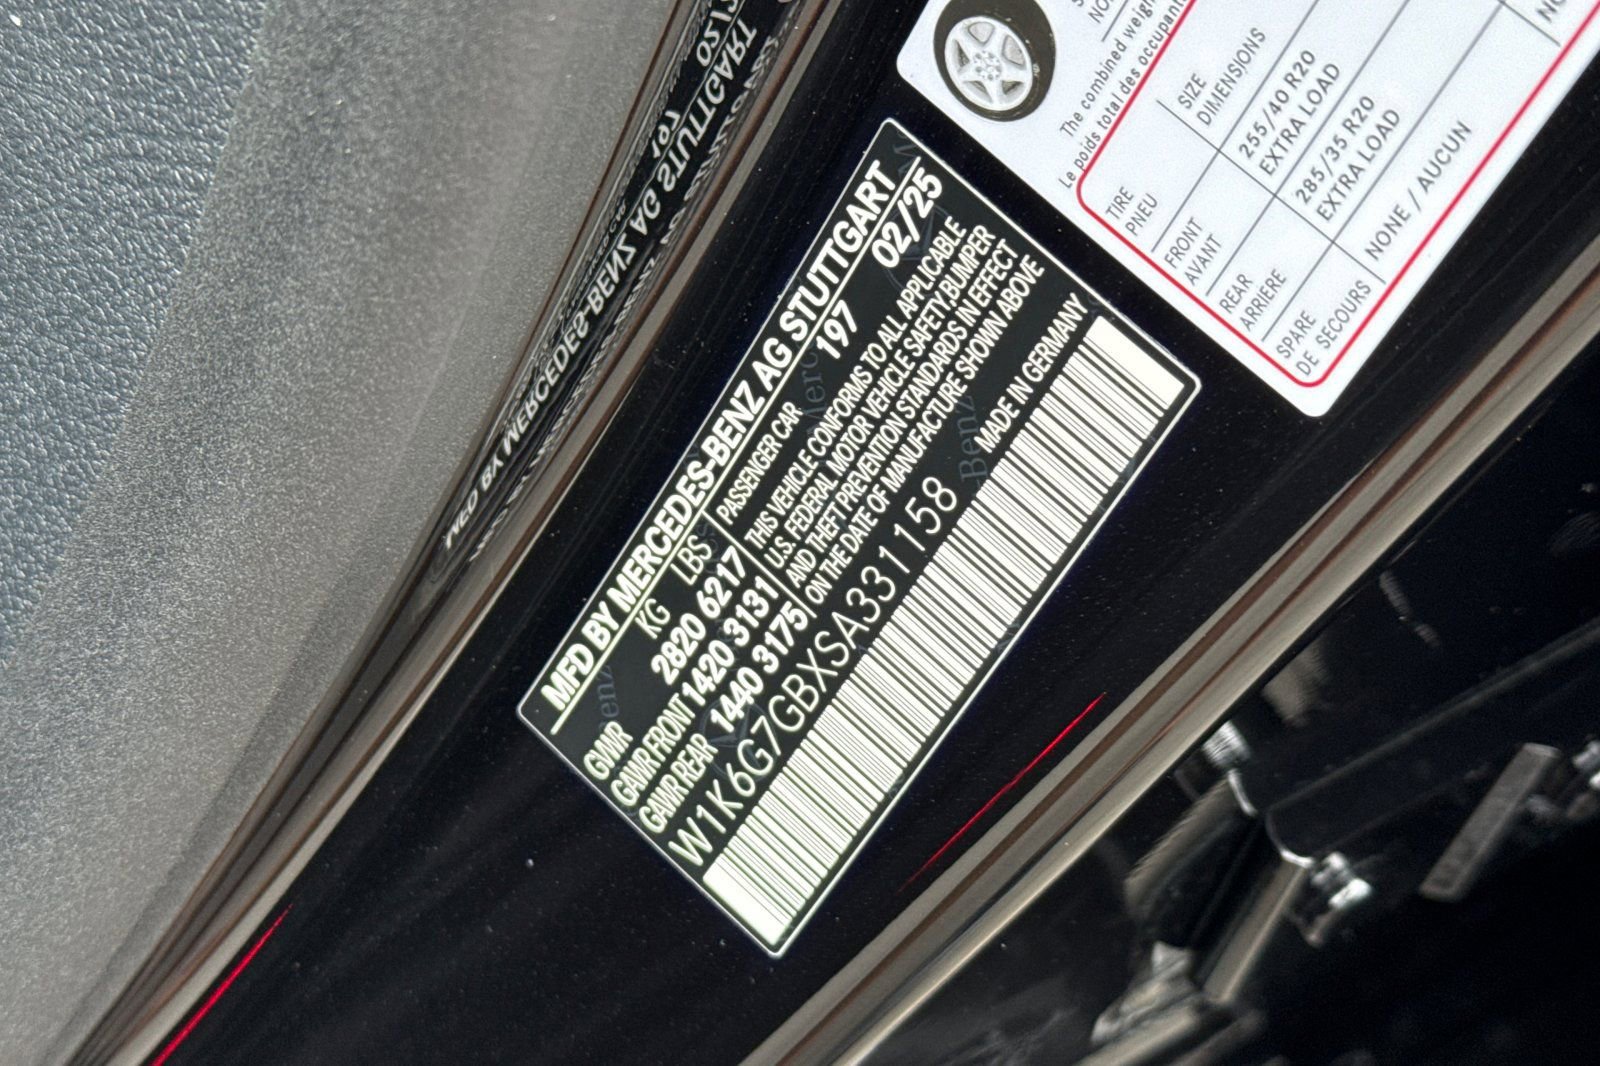 MFD BY MERCEDES-BENZ AG STUTTGART
KG LBS PASSENGER CAR 197 02/25
GVWR 2820 6217
GAWR FRONT 1420 3131
GAWR REAR 1440 3175
THIS VEHICLE CONFORMS TO ALL APPLICABLE
U.S. FEDERAL MOTOR VEHICLE SAFETY,BUMPER
AND THEFT PREVENTION STANDARDS IN EFFECT
ON THE DATE OF MANUFACTURE SHOWN ABOVE
W1K6G7GBXSA331158 MADE IN GERMANY
The combined weigh
Le poids total des occupant
TIRE SIZE
PNEU DIMENSIONS
FRONT 255/40 R20
AVANT EXTRA LOAD
REAR 285/35 R20
ARRIERE EXTRA LOAD
SPARE NONE / AUCUN
DE SECOURS
MFD BY MERCEDES-BENZ AG STUTTGART